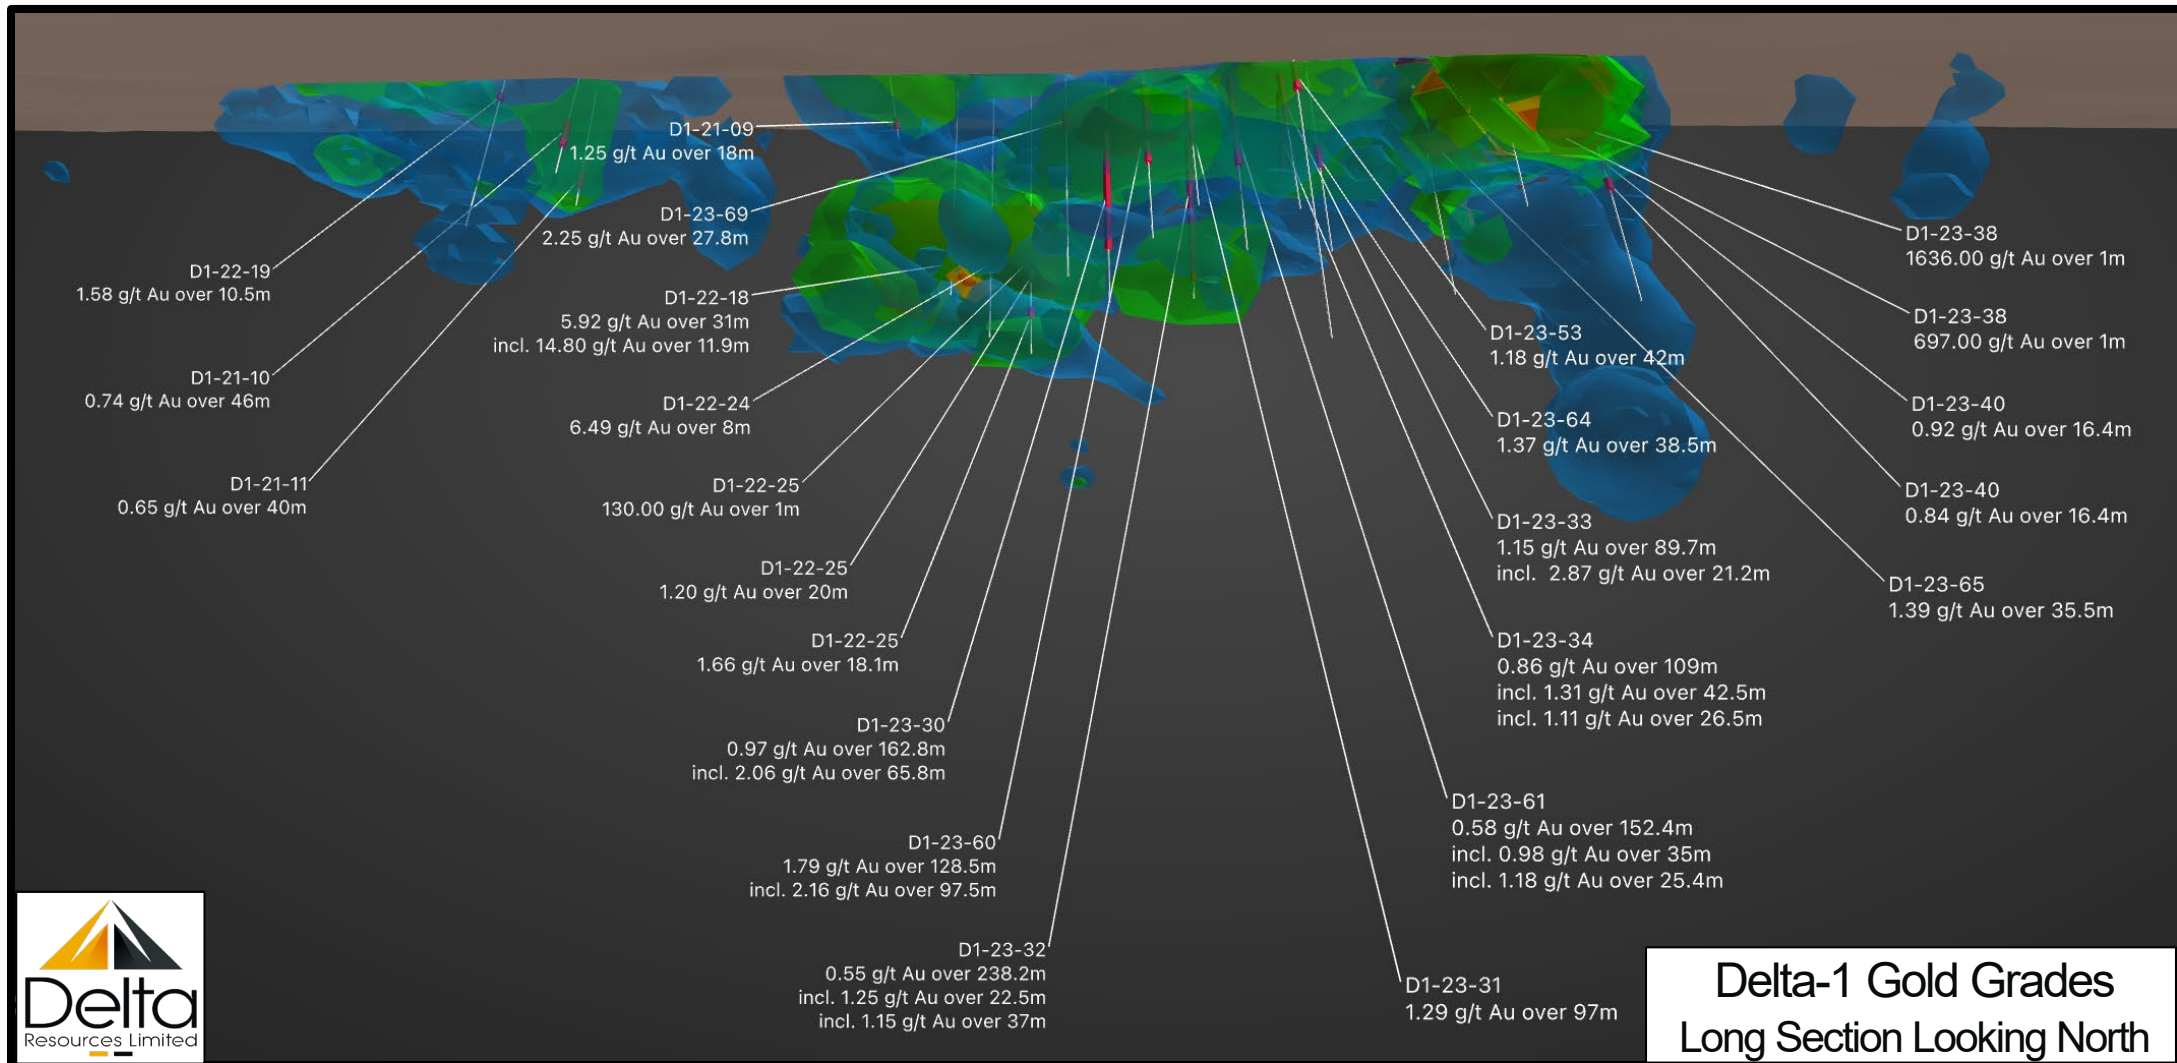 D1-21-09
1.25 g/t Au over 18m
D1-23-69
2.25 g/t Au over 27.8m
D1-22-19
1.58 g/t Au over 10.5m
D1-22-18
5.92 g/t Au over 31m
incl. 14.80 g/t Au over 11.9m
D1-21-10
0.74 g/t Au over 46m
D1-22-24
6.49 g/t Au over 8m
D1-21-11
0.65 g/t Au over 40m
D1-22-25
130.00 g/t Au over 1m
D1-22-25
1.20 g/t Au over 20m
D1-22-25
1.66 g/t Au over 18.1m
D1-23-30
0.97 g/t Au over 162.8m
incl. 2.06 g/t Au over 65.8m
D1-23-60
1.79 g/t Au over 128.5m
incl. 2.16 g/t Au over 97.5m
D1-23-32
0.55 g/t Au over 238.2m
incl. 1.25 g/t Au over 22.5m
incl. 1.15 g/t Au over 37m
D1-23-38
1636.00 g/t Au over 1m
D1-23-38
697.00 g/t Au over 1m
D1-23-53
1.18 g/t Au over 42m
D1-23-40
0.92 g/t Au over 16.4m
D1-23-64
1.37 g/t Au over 38.5m
D1-23-40
0.84 g/t Au over 16.4m
D1-23-33
1.15 g/t Au over 89.7m
incl. 2.87 g/t Au over 21.2m
D1-23-65
1.39 g/t Au over 35.5m
D1-23-34
0.86 g/t Au over 109m
incl. 1.31 g/t Au over 42.5m
incl. 1.11 g/t Au over 26.5m
D1-23-61
0.58 g/t Au over 152.4m
incl. 0.98 g/t Au over 35m
incl. 1.18 g/t Au over 25.4m
D1-23-31
1.29 g/t Au over 97m
Delta
Resources Limited
Delta-1 Gold Grades
Long Section Looking North